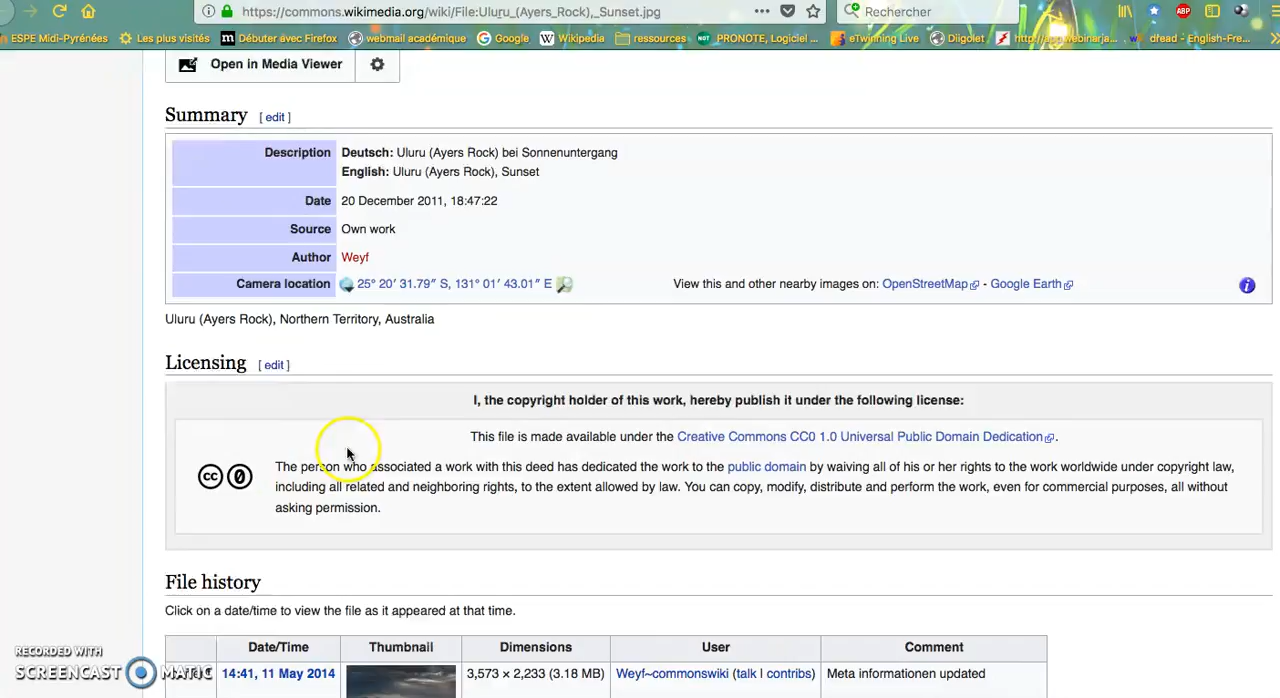 https://commons.wikimedia.org/wiki/File:Uluru_(Ayers_Rock),_Sunset.jpg
Rechercher
ESPE Midi-Pyrénées Les plus visités Débuter avec Firefox webmail académique Google Wikipedia ressources PRONOTE, Logiciel ... eTwinning Live Diigolet dread - English-Fre...
Open in Media Viewer
Summary [ edit ]
Description Deutsch: Uluru (Ayers Rock) bei Sonnenuntergang
English: Uluru (Ayers Rock), Sunset
Date 20 December 2011, 18:47:22
Source Own work
Author Weyf
Camera location 25° 20′ 31.79″ S, 131° 01′ 43.01″ E View this and other nearby images on: OpenStreetMap - Google Earth
Uluru (Ayers Rock), Northern Territory, Australia
Licensing [ edit ]
I, the copyright holder of this work, hereby publish it under the following license:
This file is made available under the Creative Commons CC0 1.0 Universal Public Domain Dedication.
The person who associated a work with this deed has dedicated the work to the public domain by waiving all of his or her rights to the work worldwide under copyright law,
cc 0 including all related and neighboring rights, to the extent allowed by law. You can copy, modify, distribute and perform the work, even for commercial purposes, all without
asking permission.
File history
Click on a date/time to view the file as it appeared at that time.
Date/Time Thumbnail Dimensions User Comment
14:41, 11 May 2014 3,573 × 2,233 (3.18 MB) Weyf~commonswiki (talk | contribs) Meta informationen updated
RECORDED WITH
SCREENCAST MATIC